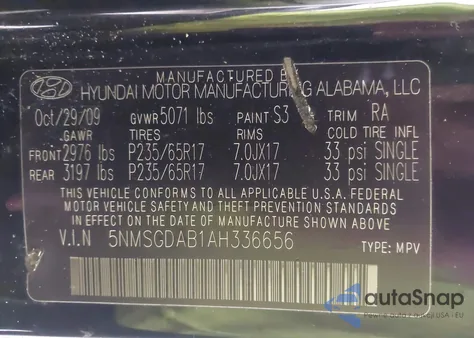 MANUFACTURED BY
HYUNDAI MOTOR MANUFACTURING ALABAMA, LLC
Oct/29/09 GVWR 5071 lbs PAINT S3 TRIM RA
GAWR TIRES RIMS COLD TIRE INFL
FRONT 2976 lbs P235/65R17 7.0JX17 33 psi SINGLE
REAR 3197 lbs P235/65R17 7.0JX17 33 psi SINGLE
THIS VEHICLE CONFORMS TO ALL APPLICABLE U.S.A. FEDERAL
MOTOR VEHICLE SAFETY AND THEFT PREVENTION STANDARDS
IN EFFECT ON THE DATE OF MANUFACTURE SHOWN ABOVE.
V.I.N 5NMSGDAB1AH336656 TYPE: MPV
autoSnap